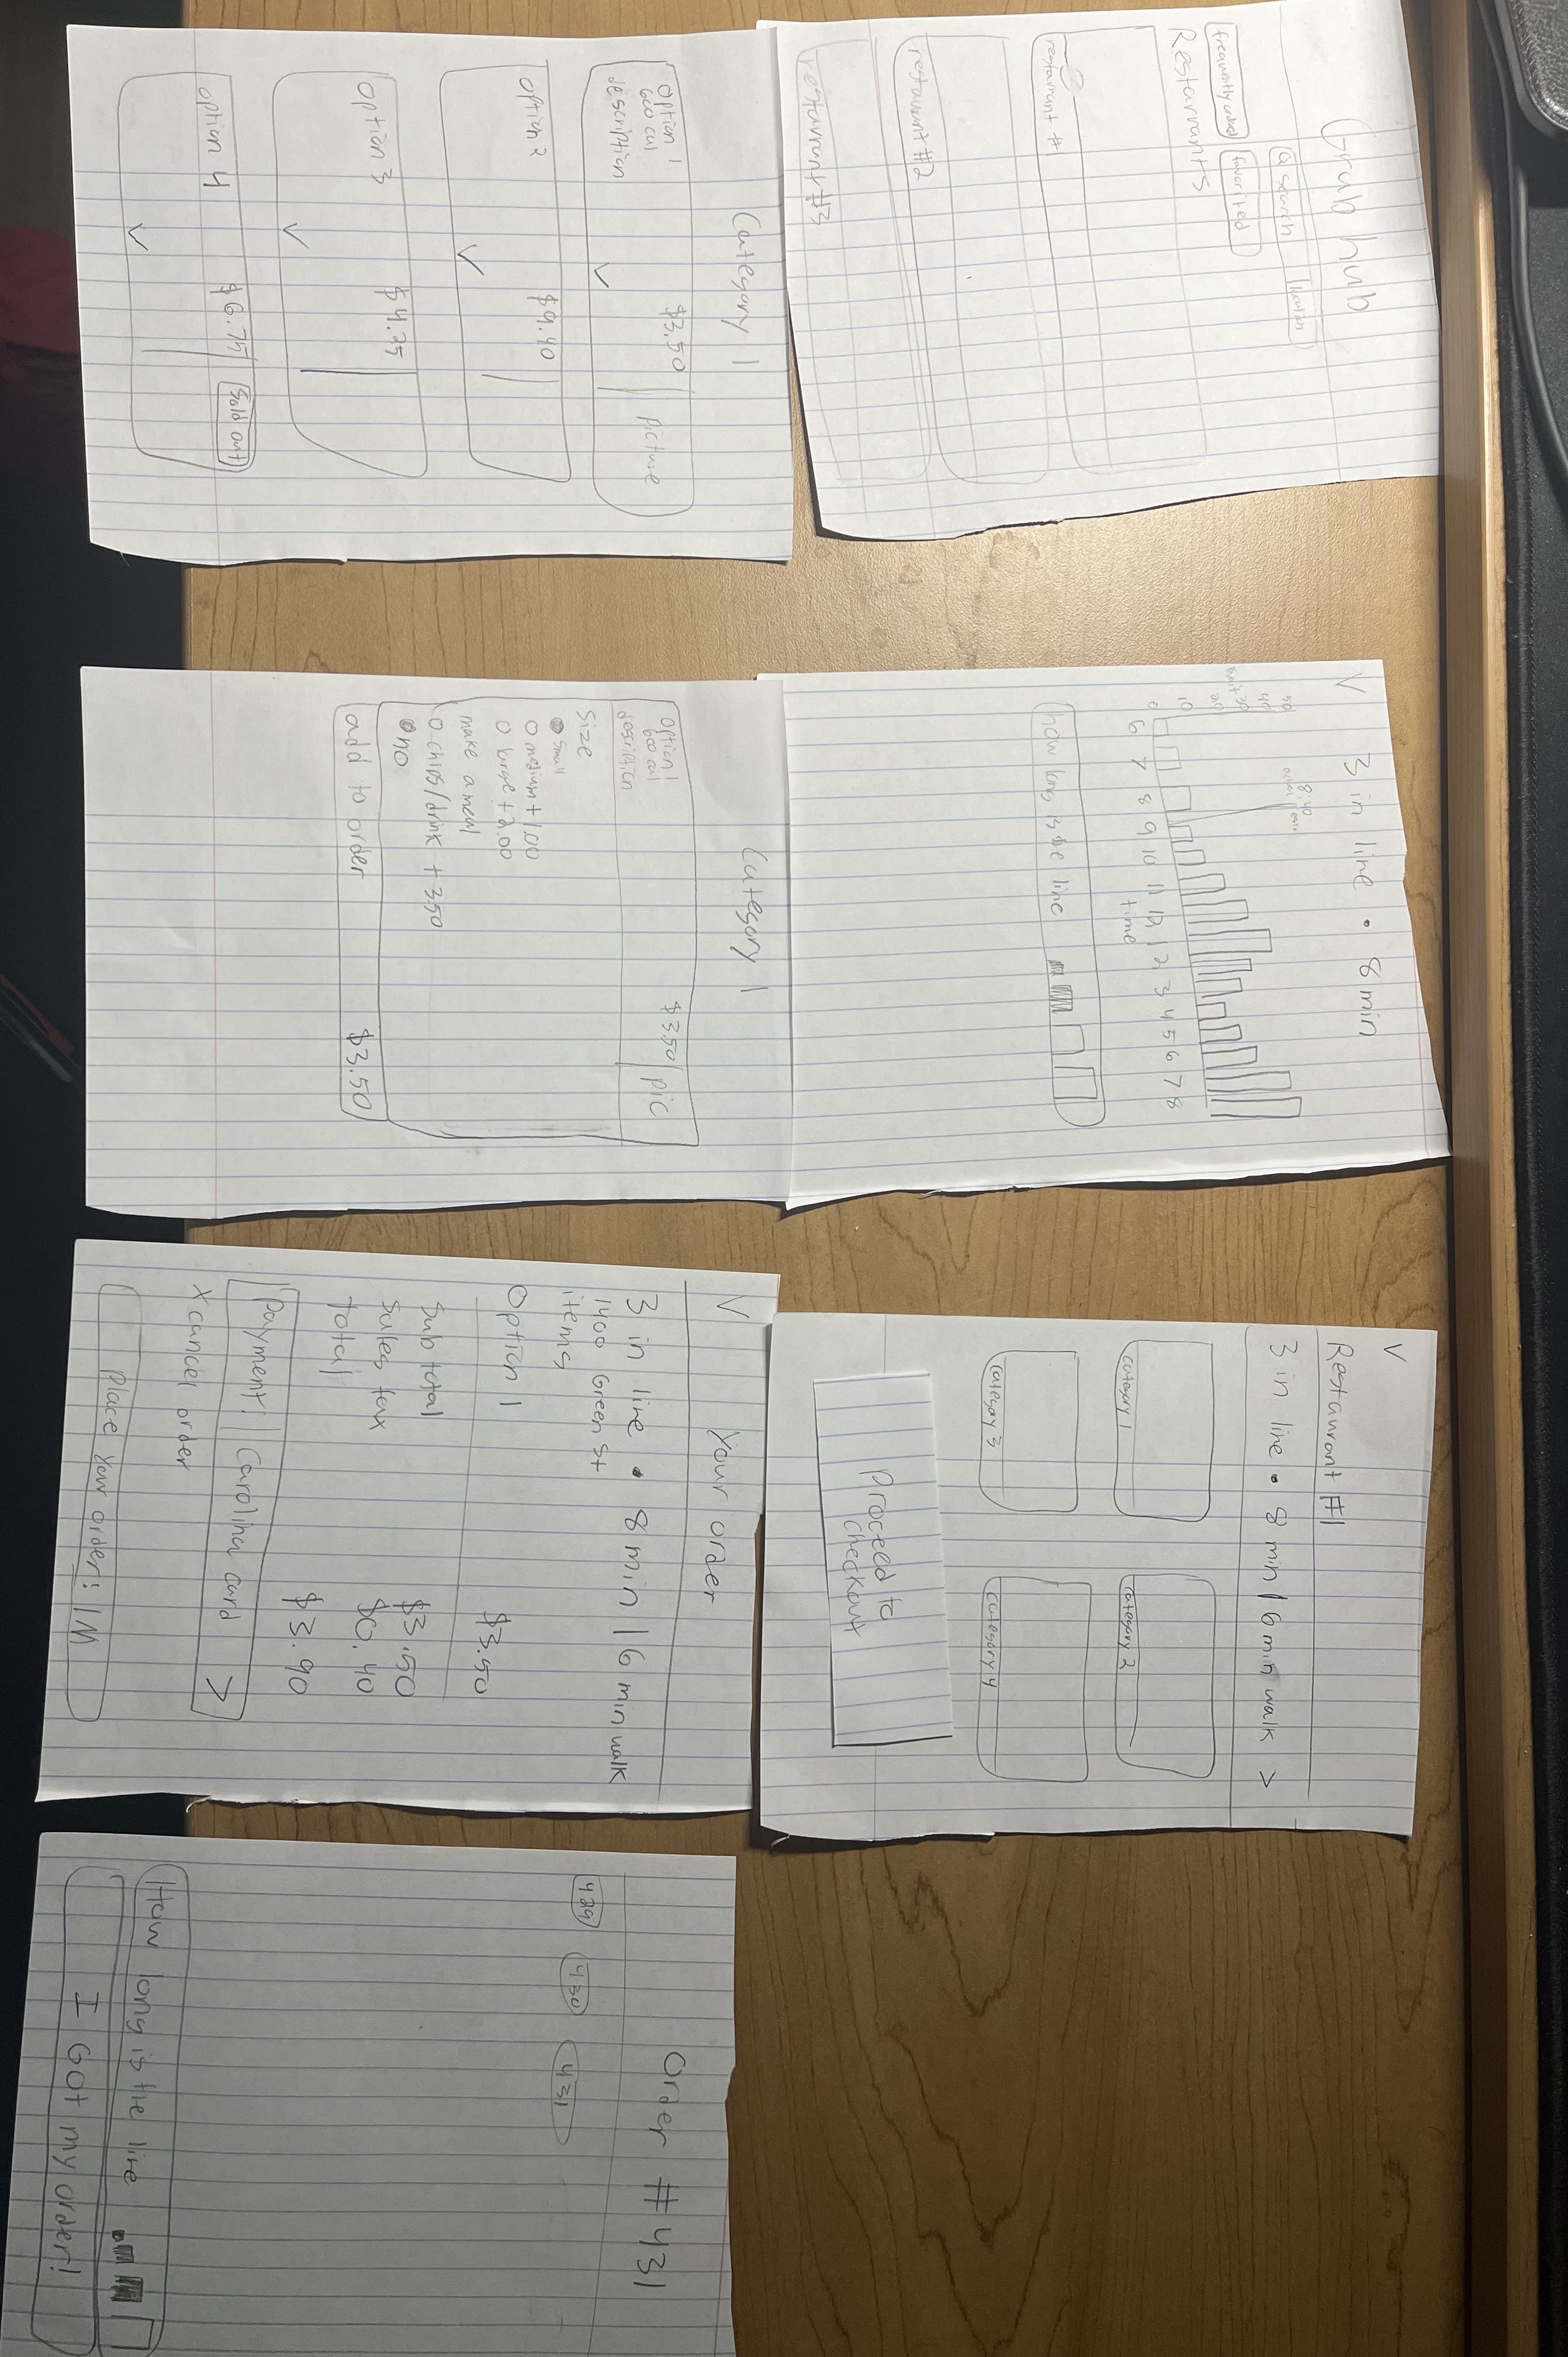 Grub hub
Q search
location
frequently ordered
favorited
Restaurants
restaurant #1
restaurant #2
restaurant #3
3 in line • 8 min
50
40
30
20
10
0
wait
8:40
6 7 8 9 10 11 12 1 2 3 4 5 6 7 8
time
how long is the line
<
Restaurant #1
3 in line • 8 min | 6 min walk >
category 1
category 2
category 3
category 4
Proceed to
checkout
Category 1
option 1
600 cal
description
$3.50
picture
option 2
$9.40
option 3
$4.25
option 4
$6.75
Sold out
Category 1
option 1
600 cal
description
$3.50
pic
Size
small
medium + 1.00
large + 2.00
make a meal
chips/drink + 3.50
no
add to order $3.50
Your order
3 in line • 8 min | 6 min walk
1400 Green St
items
Option 1 $3.50
Sub total $3.50
Sales tax $0.40
Total $3.90
Payment: Carolina card >
x cancel order
Place your order:
Order #431
429 430 431
How long is the line
I Got my order!